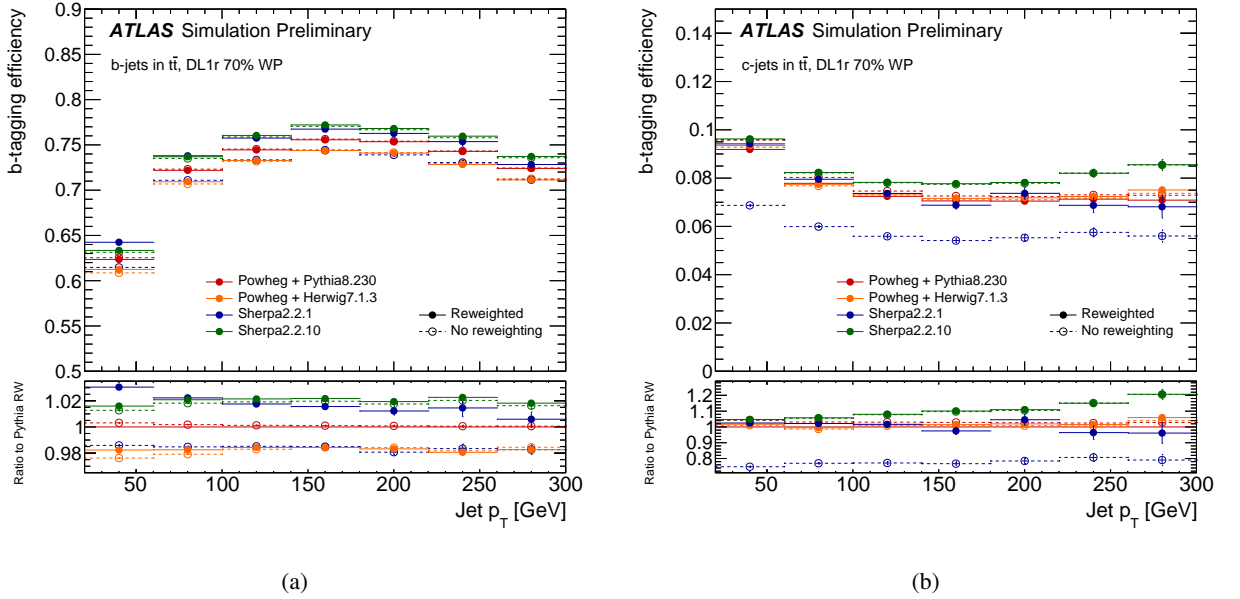 ATLAS Simulation Preliminary
b-jets in tt̄, DL1r 70% WP
b-tagging efficiency
0.9
0.85
0.8
0.75
0.7
0.65
0.6
0.55
0.5
Powheg + Pythia8.230
Powheg + Herwig7.1.3
Sherpa2.2.1
Sherpa2.2.10
Reweighted
No reweighting
Ratio to Pythia RW
1.02
1
0.98
50 100 150 200 250 300
Jet p_T [GeV]
(a)
ATLAS Simulation Preliminary
c-jets in tt̄, DL1r 70% WP
b-tagging efficiency
0.14
0.12
0.1
0.08
0.06
0.04
0.02
0
Powheg + Pythia8.230
Powheg + Herwig7.1.3
Sherpa2.2.1
Sherpa2.2.10
Reweighted
No reweighting
Ratio to Pythia RW
1.2
1.1
1
0.9
0.8
50 100 150 200 250 300
Jet p_T [GeV]
(b)